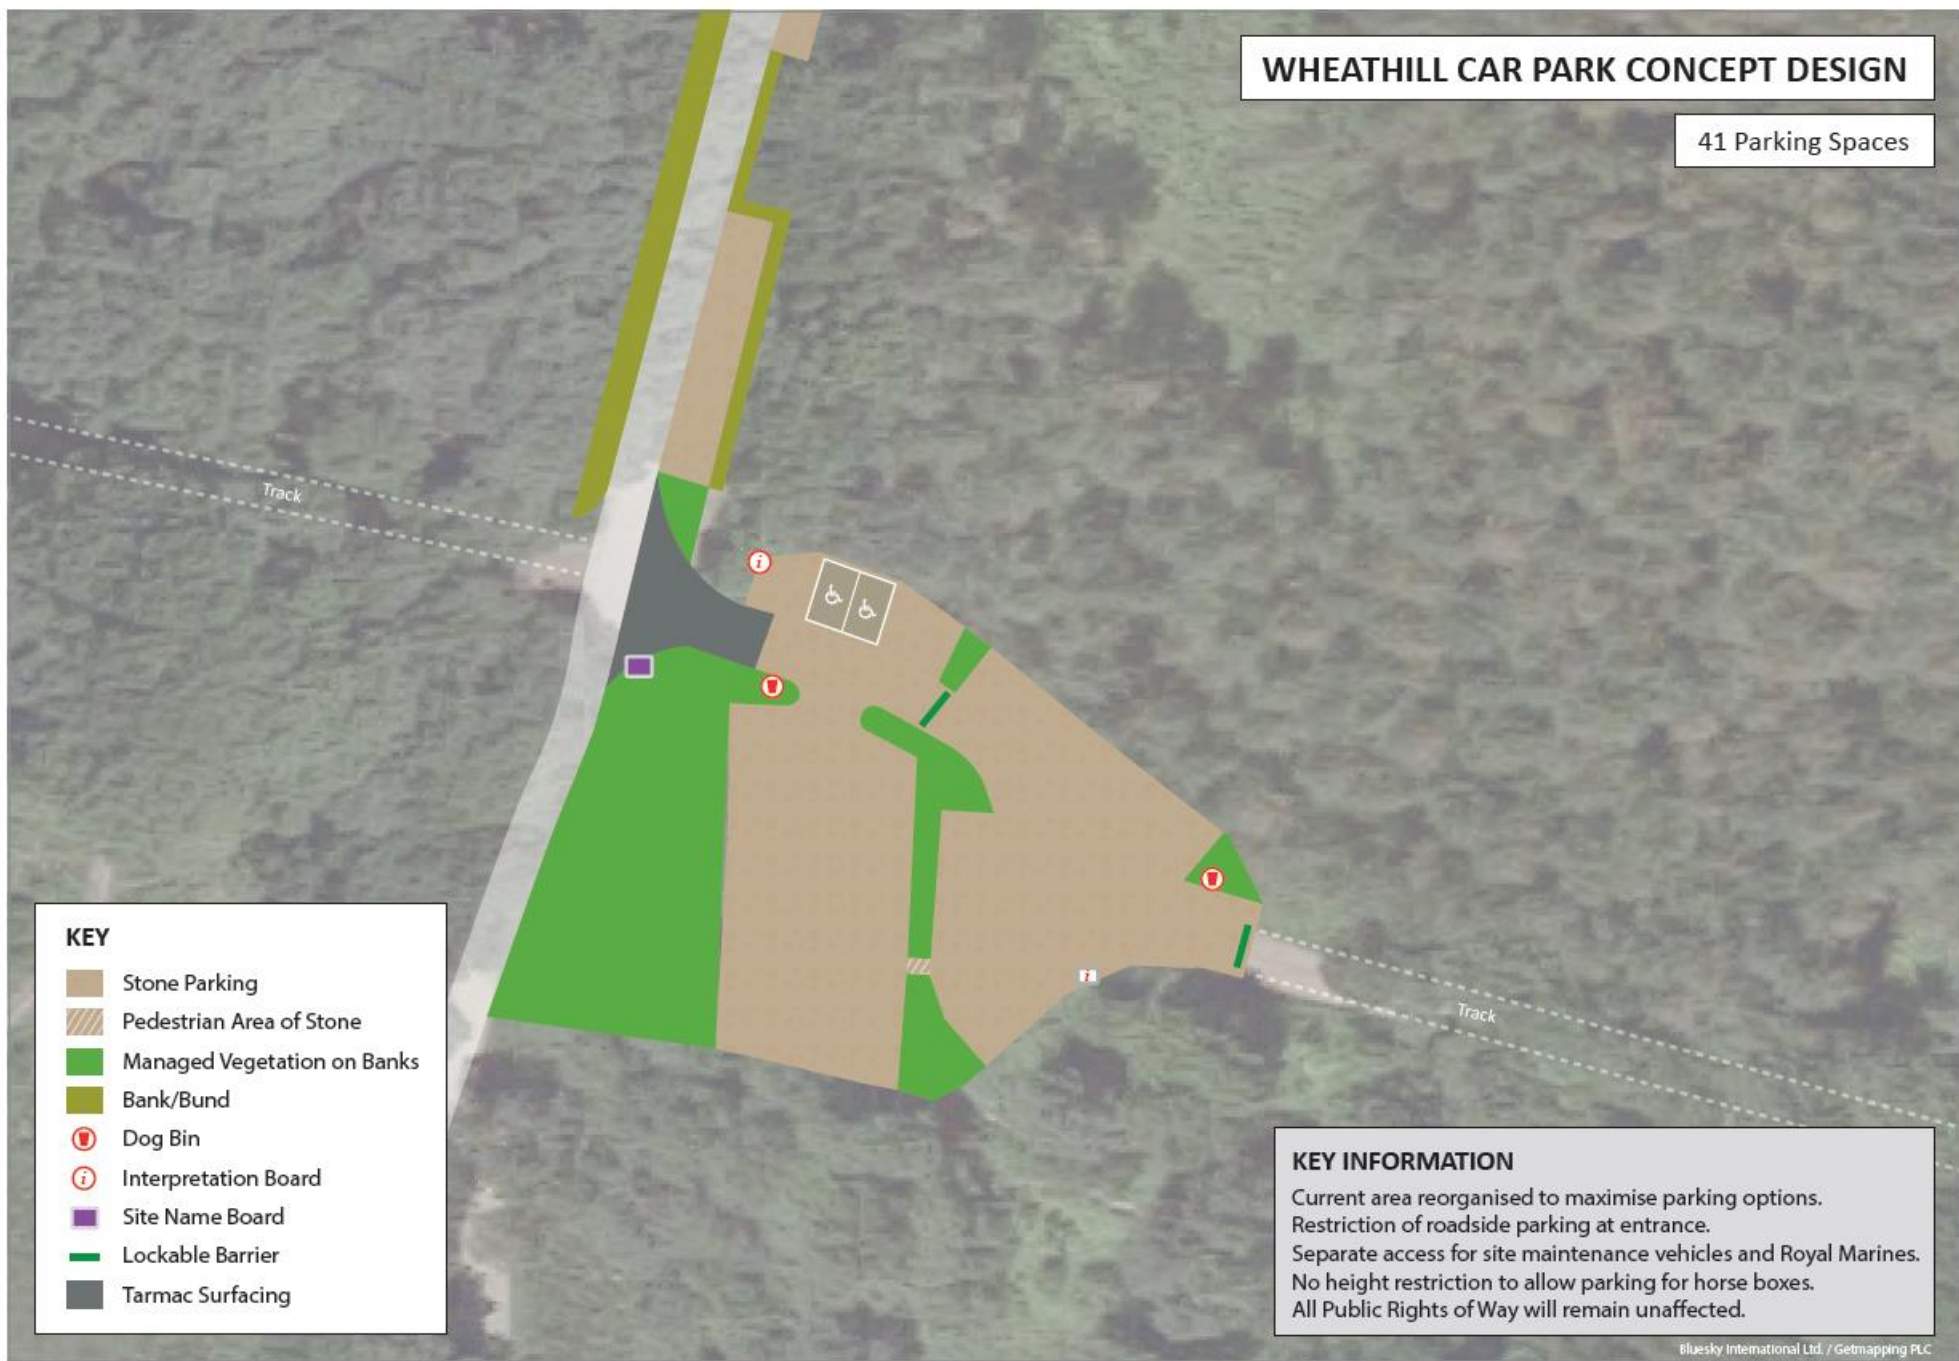 WHEATHILL CAR PARK CONCEPT DESIGN
41 Parking Spaces
Track
i
i
Track
KEY
Stone Parking
Pedestrian Area of Stone
Managed Vegetation on Banks
Bank/Bund
Dog Bin
i Interpretation Board
Site Name Board
Lockable Barrier
Tarmac Surfacing
KEY INFORMATION
Current area reorganised to maximise parking options.
Restriction of roadside parking at entrance.
Separate access for site maintenance vehicles and Royal Marines.
No height restriction to allow parking for horse boxes.
All Public Rights of Way will remain unaffected.
Bluesky International Ltd. / Getmapping PLC